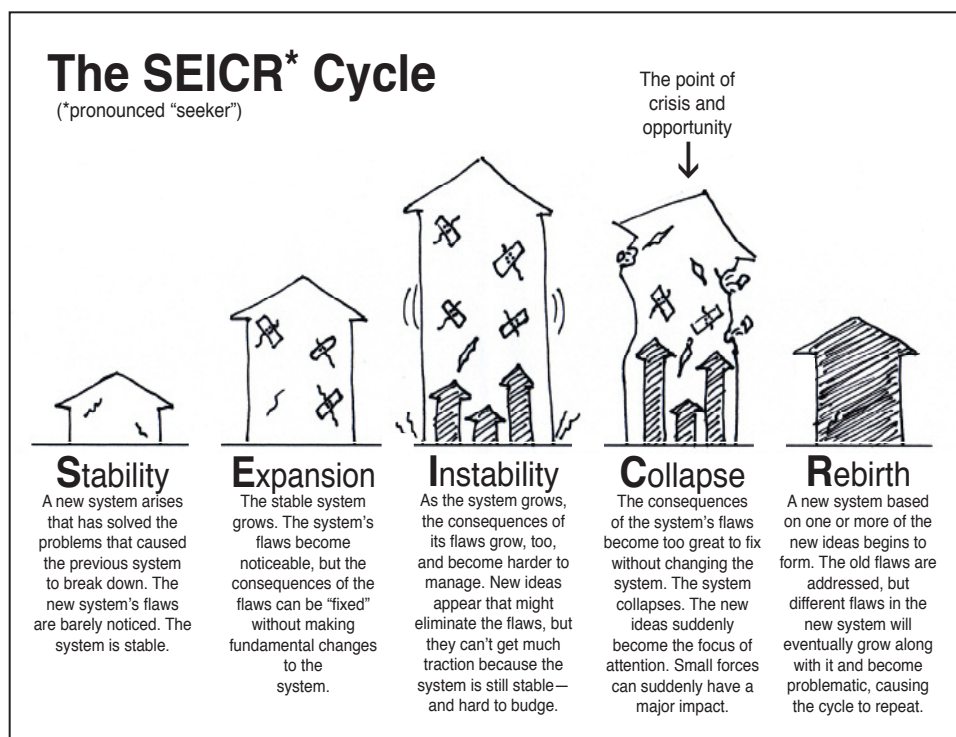 The SEICR* Cycle
(*pronounced “seeker”)
The point of
crisis and
opportunity
Stability
A new system arises
that has solved the
problems that caused
the previous system
to break down. The
new system’s flaws
are barely noticed. The
system is stable.
Expansion
The stable system
grows. The system’s
flaws become
noticeable, but the
consequences of the
flaws can be “fixed”
without making
fundamental changes
to the
system.
Instability
As the system grows,
the consequences of
its flaws grow, too,
and become harder to
manage. New ideas
appear that might
eliminate the flaws, but
they can’t get much
traction because the
system is still stable—
and hard to budge.
Collapse
The consequences
of the system’s flaws
become too great to fix
without changing the
system. The system
collapses. The new
ideas suddenly
become the focus of
attention. Small forces
can suddenly have a
major impact.
Rebirth
A new system based
on one or more of the
new ideas begins to
form. The old flaws are
addressed, but
different flaws in the
new system will
eventually grow along
with it and become
problematic, causing
the cycle to repeat.